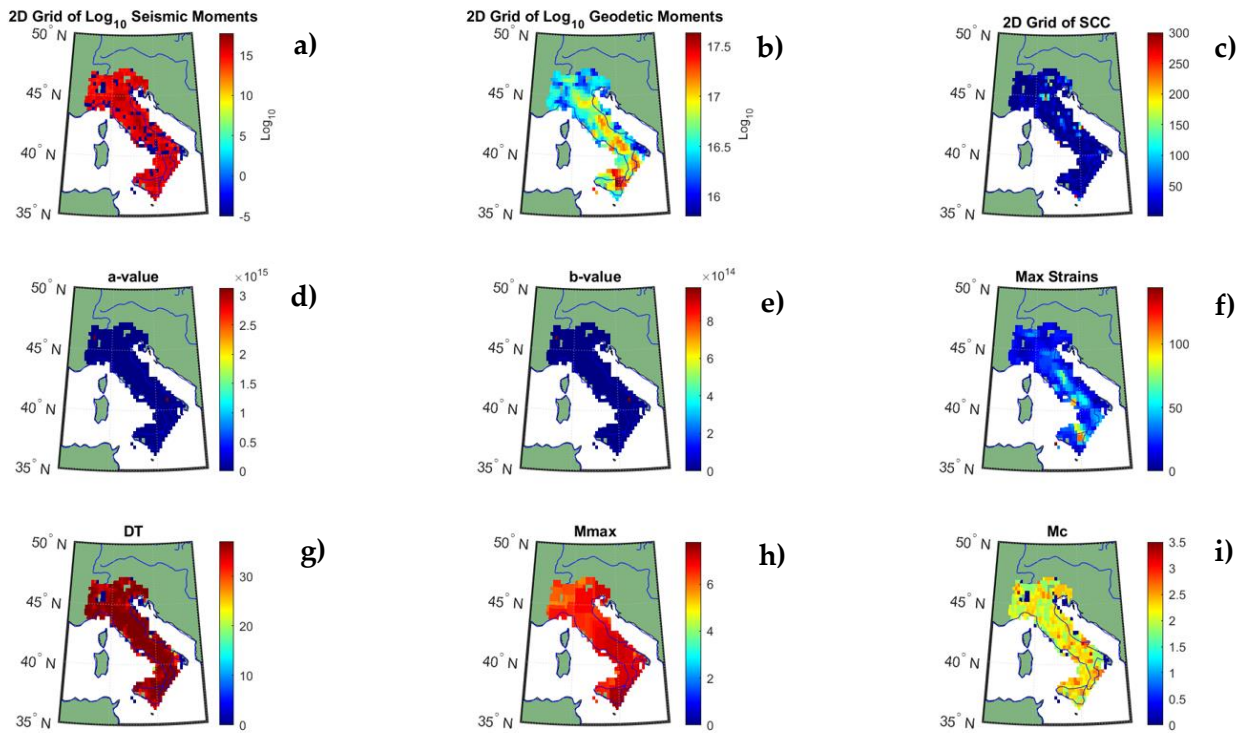 2D Grid of Log10 Seismic Moments
a)
50° N
45° N
40° N
35° N
15
10
5
0
-5
Log10
2D Grid of Log10 Geodetic Moments
b)
50° N
45° N
40° N
35° N
17.5
17
16.5
16
Log10
2D Grid of SCC
c)
50° N
45° N
40° N
35° N
300
250
200
150
100
50
a-value
×10^15
d)
50° N
45° N
40° N
35° N
3
2.5
2
1.5
1
0.5
0
b-value
×10^14
e)
50° N
45° N
40° N
35° N
8
6
4
2
0
Max Strains
f)
50° N
45° N
40° N
35° N
100
50
0
DT
g)
50° N
45° N
40° N
35° N
30
20
10
0
Mmax
h)
50° N
45° N
40° N
35° N
6
4
2
0
Mc
i)
50° N
45° N
40° N
35° N
3.5
3
2.5
2
1.5
1
0.5
0